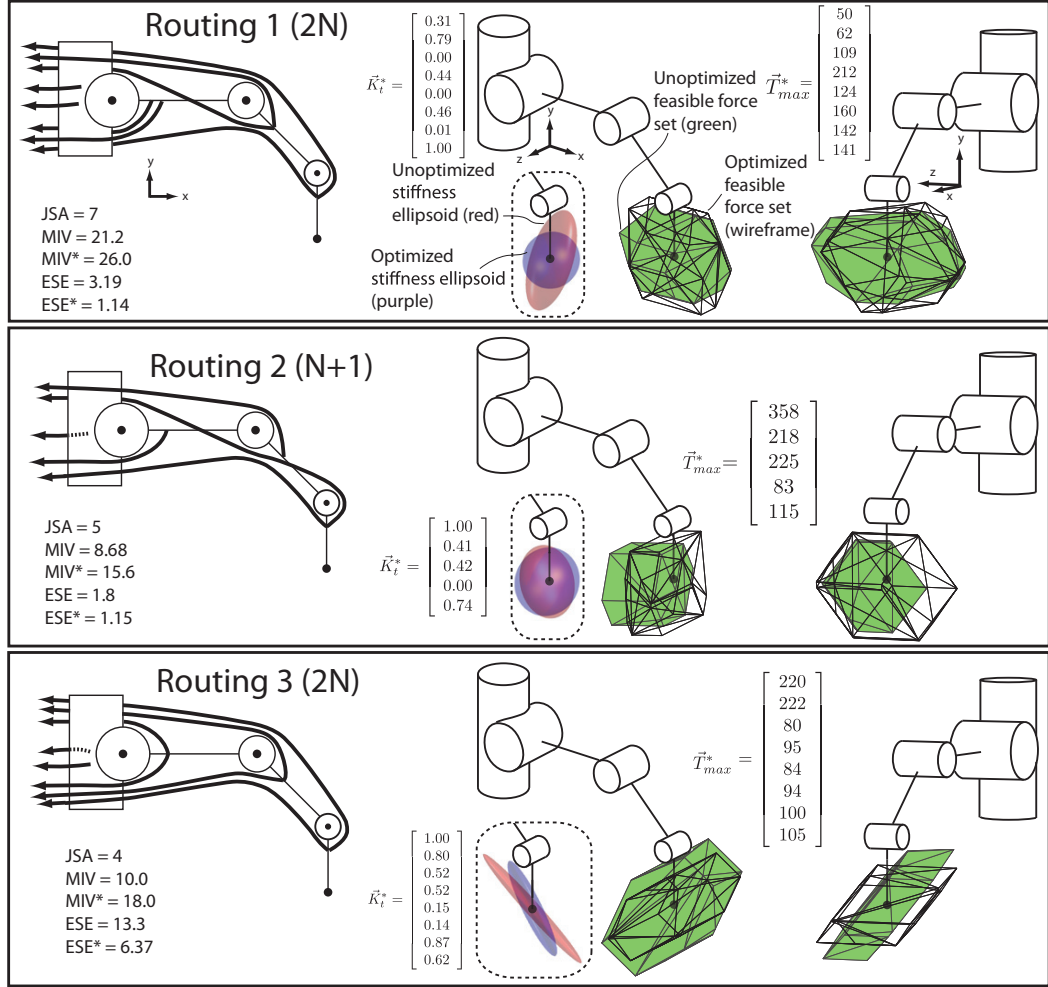 Routing 1 (2N)
y
x
JSA = 7
MIV = 21.2
MIV* = 26.0
ESE = 3.19
ESE* = 1.14
K⃗*t =
0.31
0.79
0.00
0.44
0.00
0.46
0.01
1.00
y
z
x
Unoptimized
stiffness
ellipsoid (red)
Optimized
stiffness ellipsoid
(purple)
Unoptimized
feasible force
set (green)
T⃗*max =
50
62
109
212
124
160
142
141
Optimized
feasible
force set
(wireframe)
y
z
x
Routing 2 (N+1)
JSA = 5
MIV = 8.68
MIV* = 15.6
ESE = 1.8
ESE* = 1.15
K⃗*t =
1.00
0.41
0.42
0.00
0.74
T⃗*max =
358
218
225
83
115
Routing 3 (2N)
JSA = 4
MIV = 10.0
MIV* = 18.0
ESE = 13.3
ESE* = 6.37
K⃗*t =
1.00
0.80
0.52
0.52
0.15
0.14
0.87
0.62
T⃗*max =
220
222
80
95
84
94
100
105